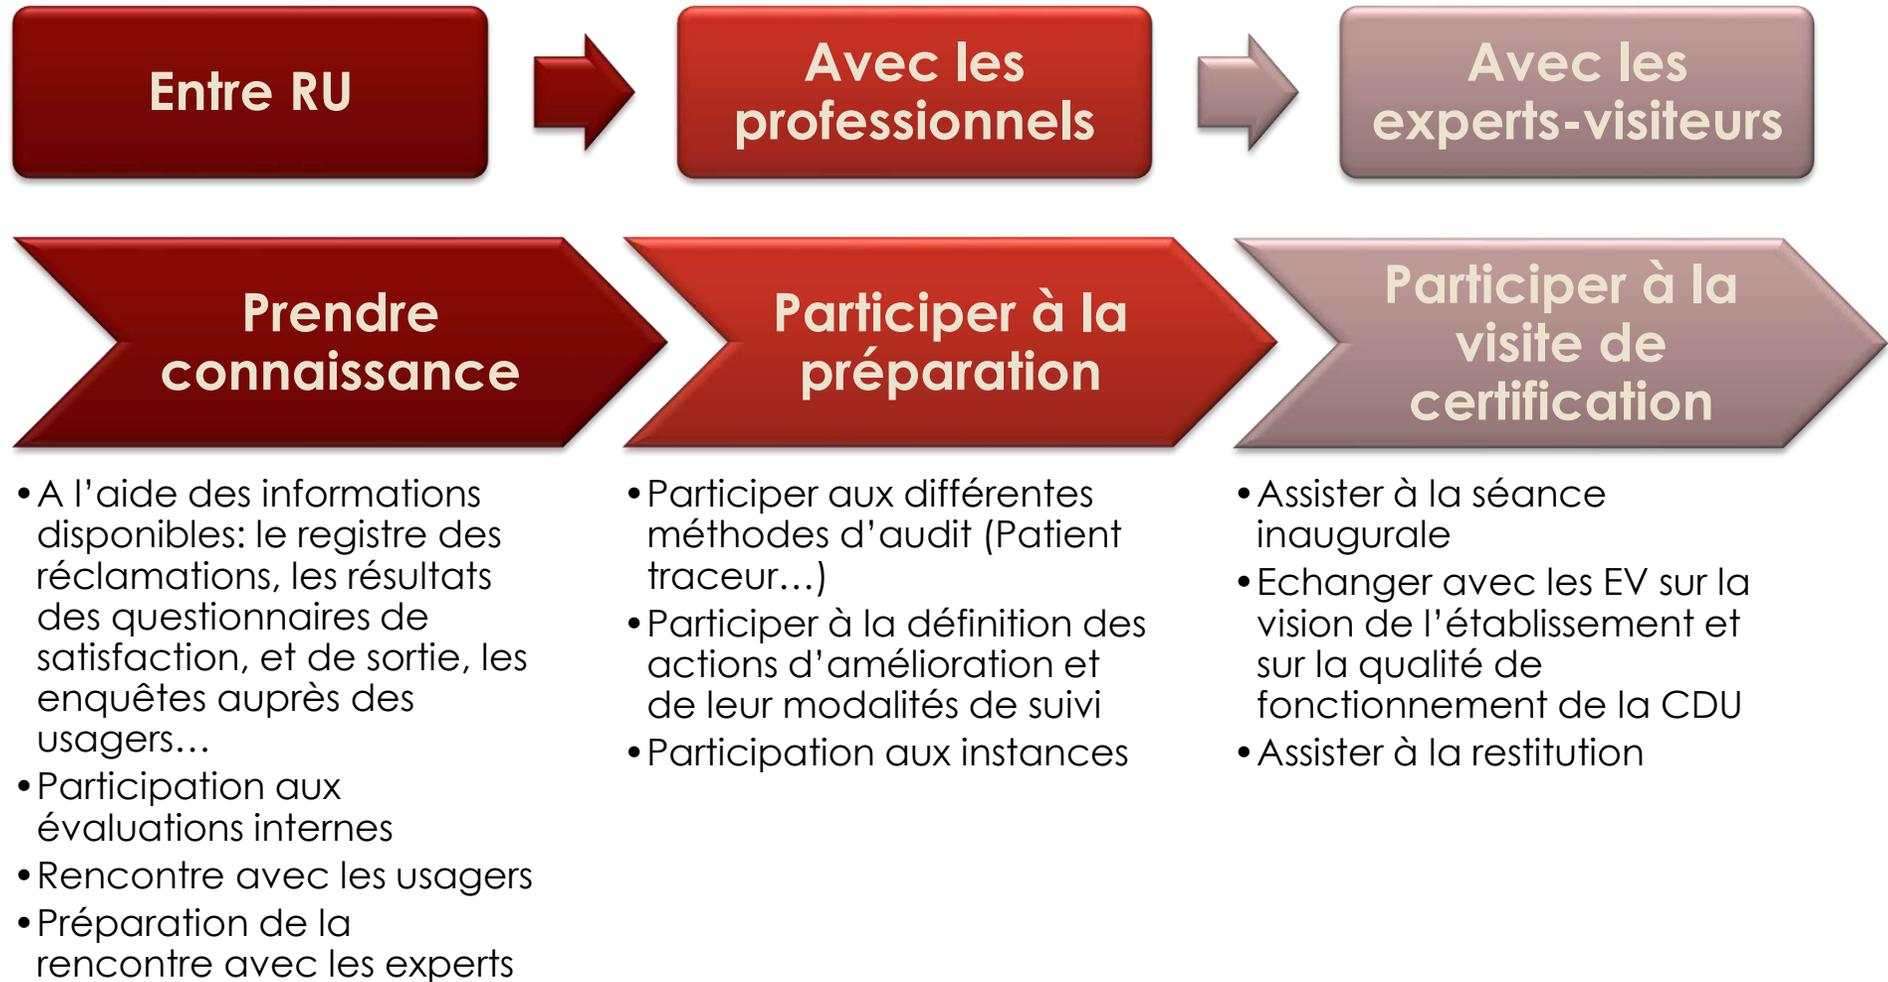 Entre RU
Avec les
professionnels
Avec les
experts-visiteurs
Prendre
connaissance
Participer à la
préparation
Participer à la
visite de
certification
•A l’aide des informations
disponibles: le registre des
réclamations, les résultats
des questionnaires de
satisfaction, et de sortie, les
enquêtes auprès des
usagers…
•Participation aux
évaluations internes
•Rencontre avec les usagers
•Préparation de la
rencontre avec les experts
•Participer aux différentes
méthodes d’audit (Patient
traceur…)
•Participer à la définition des
actions d’amélioration et
de leur modalités de suivi
•Participation aux instances
•Assister à la séance
inaugurale
•Echanger avec les EV sur la
vision de l’établissement et
sur la qualité de
fonctionnement de la CDU
•Assister à la restitution